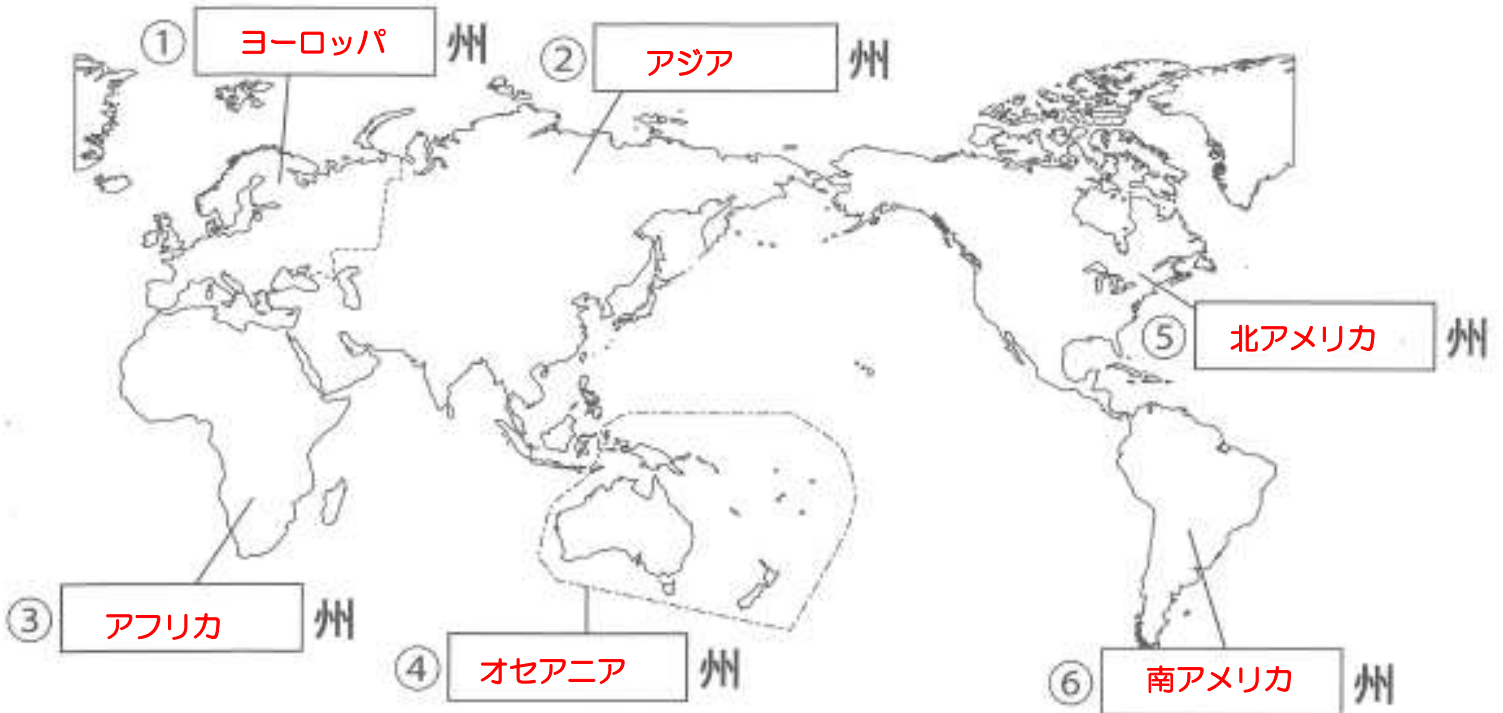 ① ヨーロッパ 州
② アジア 州
⑤ 北アメリカ 州
③ アフリカ 州
④ オセアニア 州
⑥ 南アメリカ 州